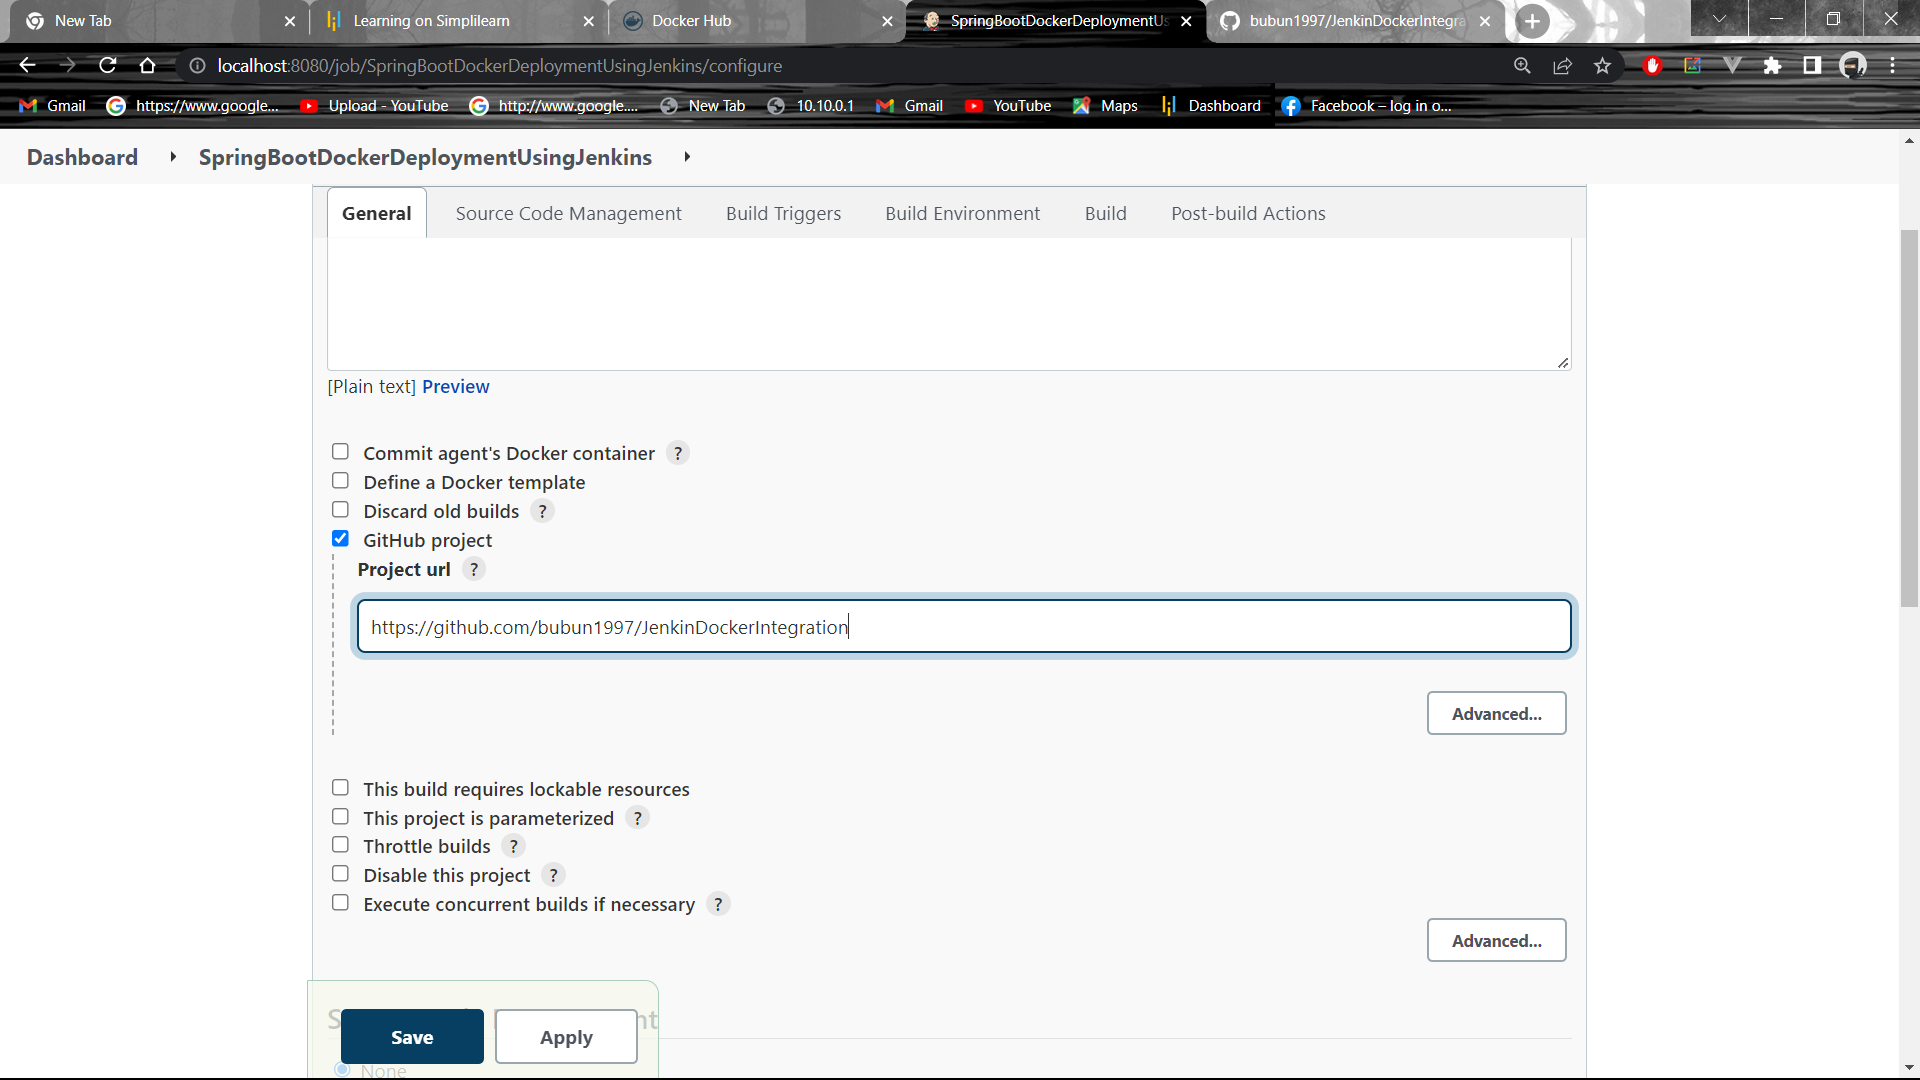 New Tab
Learning on Simplilearn
Docker Hub
SpringBootDockerDeploymentUs
bubun1997/JenkinDockerIntegra
localhost:8080/job/SpringBootDockerDeploymentUsingJenkins/configure
Gmail
https://www.google...
Upload - YouTube
http://www.google....
New Tab
10.10.0.1
Gmail
YouTube
Maps
Dashboard
Facebook – log in o...
Dashboard
SpringBootDockerDeploymentUsingJenkins
General
Source Code Management
Build Triggers
Build Environment
Build
Post-build Actions
[Plain text] Preview
Commit agent's Docker container ?
Define a Docker template
Discard old builds ?
GitHub project
Project url ?
https://github.com/bubun1997/JenkinDockerIntegration
Advanced...
This build requires lockable resources
This project is parameterized ?
Throttle builds ?
Disable this project ?
Execute concurrent builds if necessary ?
Advanced...
Save
Apply
None